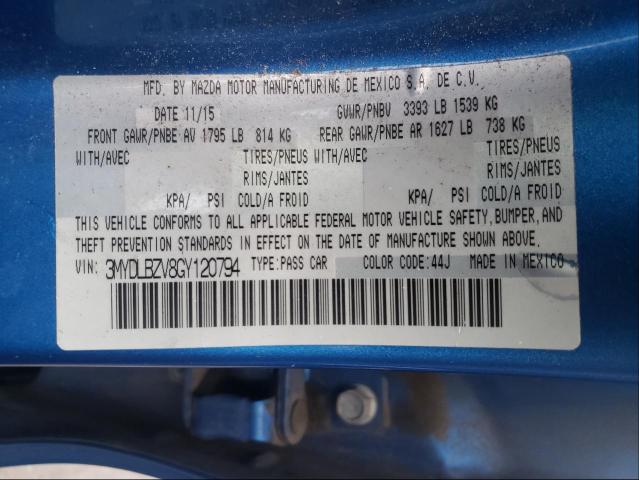 MFD. BY MAZDA MOTOR MANUFACTURING DE MEXICO S.A. DE C.V.
DATE 11/15 GVWR/PNBV 3393 LB 1539 KG
FRONT GAWR/PNBE AV 1795 LB 814 KG REAR GAWR/PNBE AR 1627 LB 738 KG
WITH/AVEC TIRES/PNEUS WITH/AVEC TIRES/PNEUS
RIMS/JANTES RIMS/JANTES
KPA/ PSI COLD/A FROID KPA/ PSI COLD/A FROID
THIS VEHICLE CONFORMS TO ALL APPLICABLE FEDERAL MOTOR VEHICLE SAFETY, BUMPER, AND
THEFT PREVENTION STANDARDS IN EFFECT ON THE DATE OF MANUFACTURE SHOWN ABOVE.
VIN: 3MYDLBZV8GY120794 TYPE:PASS CAR COLOR CODE:44J MADE IN MEXICO